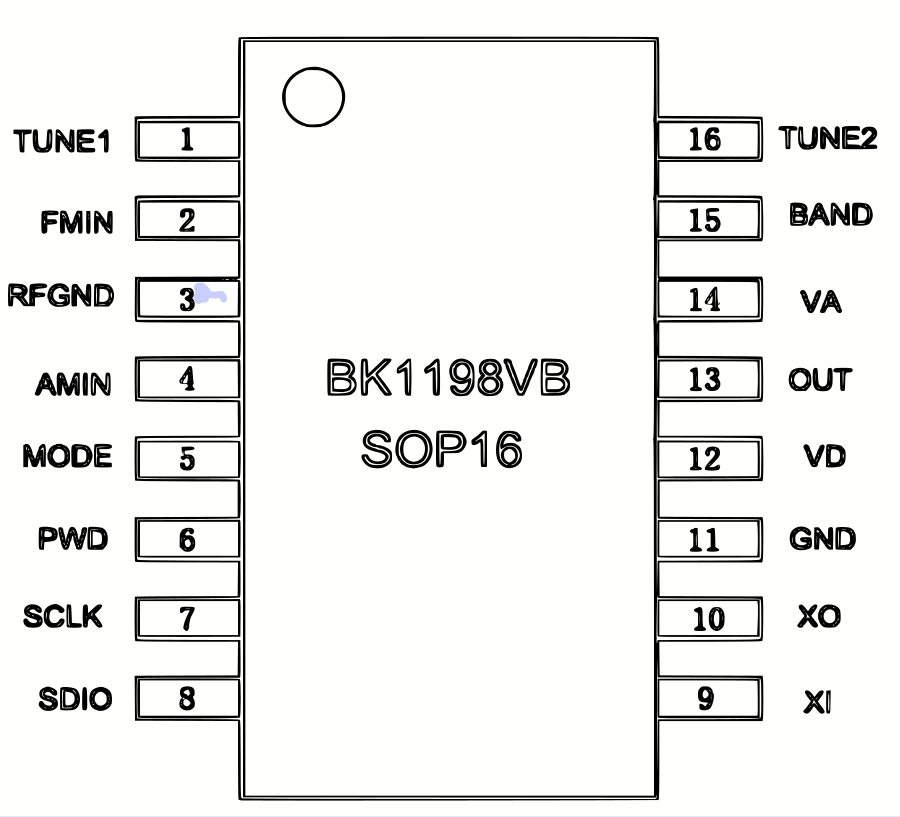 TUNE1 1 16 TUNE2
FMIN 2 15 BAND
RFGND 3 14 VA
AMIN 4 BK1198VB 13 OUT
MODE 5 SOP16 12 VD
PWD 6 11 GND
SCLK 7 10 XO
SDIO 8 9 XI